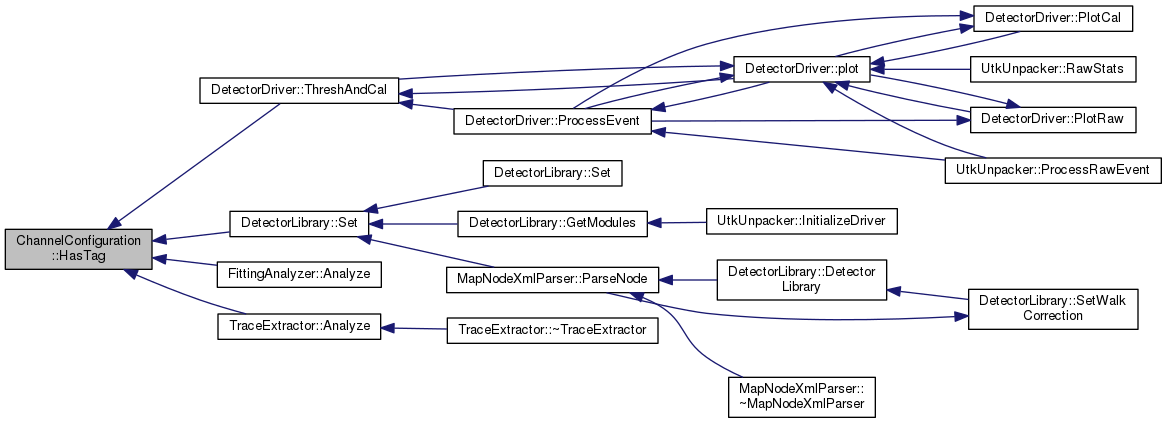 DetectorDriver::PlotCal
DetectorDriver::plot
UtkUnpacker::RawStats
DetectorDriver::ThreshAndCal
DetectorDriver::ProcessEvent
DetectorDriver::PlotRaw
UtkUnpacker::ProcessRawEvent
DetectorLibrary::Set
DetectorLibrary::Set
DetectorLibrary::GetModules
UtkUnpacker::InitializeDriver
ChannelConfiguration
::HasTag
FittingAnalyzer::Analyze
MapNodeXmlParser::ParseNode
DetectorLibrary::Detector
Library
DetectorLibrary::SetWalk
Correction
TraceExtractor::Analyze
TraceExtractor::~TraceExtractor
MapNodeXmlParser::
~MapNodeXmlParser